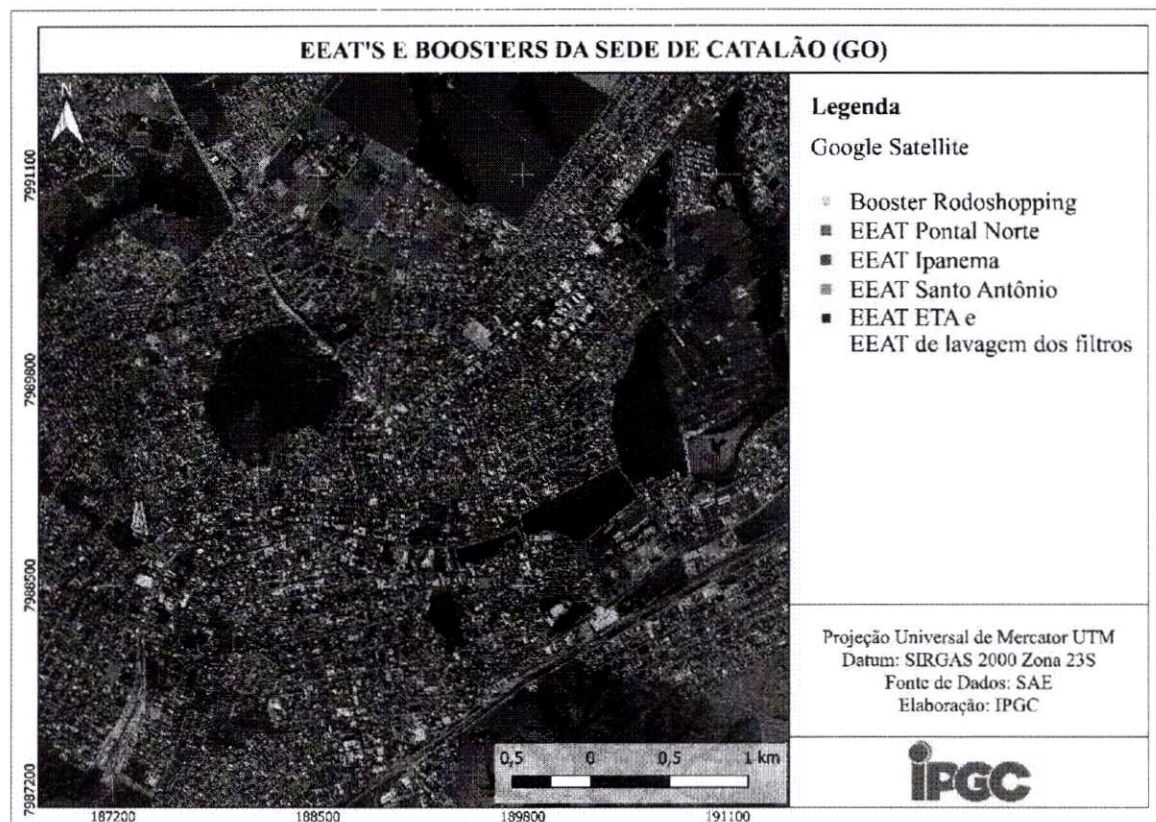 EEAT'S E BOOSTERS DA SEDE DE CATALÃO (GO)
N
7991100
7989800
7988500
7987200
187200
188500
189800
191100
0,5 0 0,5 1 km
Legenda
Google Satellite
Booster Rodoshopping
EEAT Pontal Norte
EEAT Ipanema
EEAT Santo Antônio
EEAT ETA e
EEAT de lavagem dos filtros
Projeção Universal de Mercator UTM
Datum: SIRGAS 2000 Zona 23S
Fonte de Dados: SAE
Elaboração: IPGC
iPGC